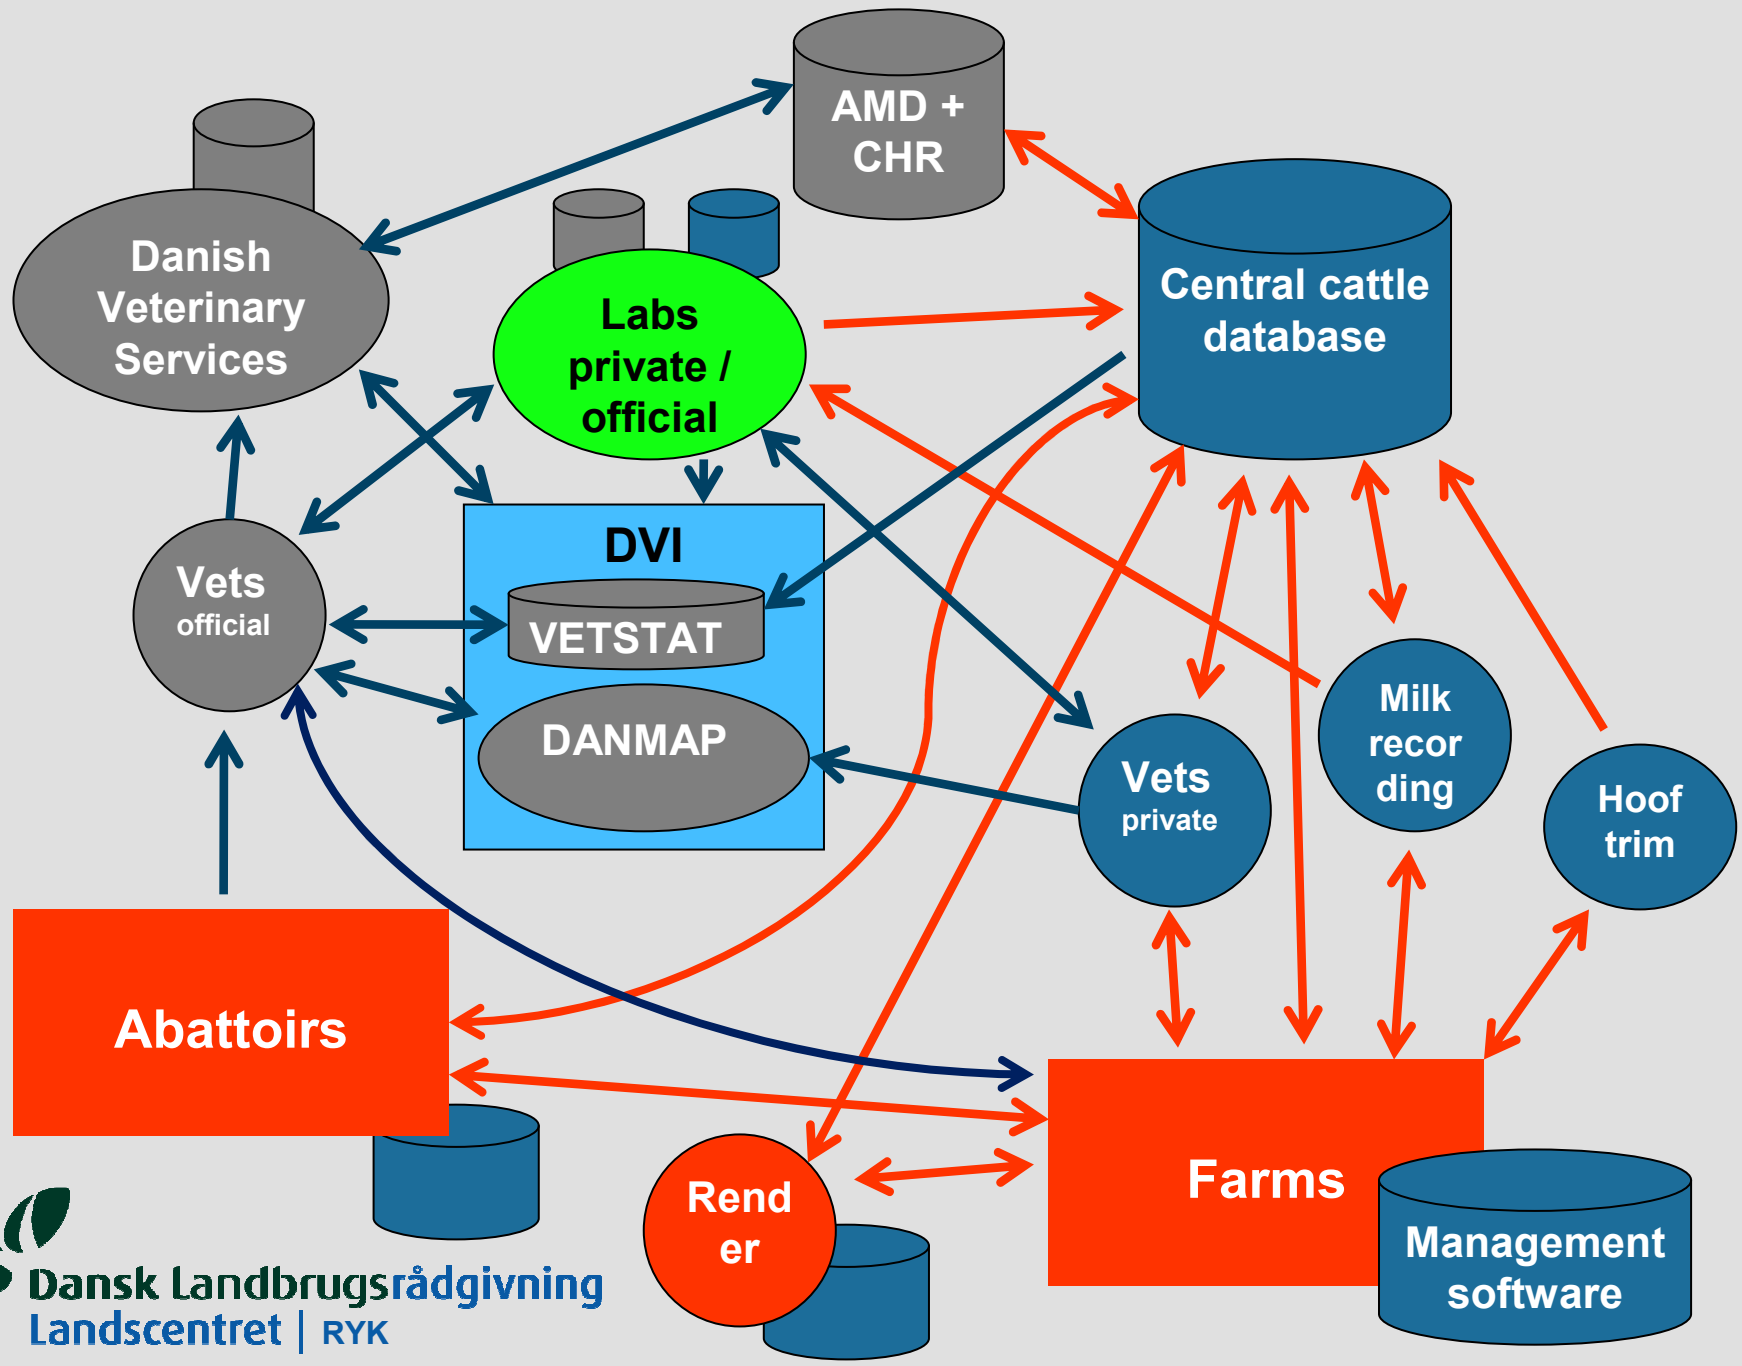 AMD +
CHR
Danish
Veterinary
Services
Labs
private /
official
Central cattle
database
DVI
VETSTAT
DANMAP
Vets
official
Milk
recor
ding
Vets
private
Hoof
trim
Abattoirs
Rend
er
Farms
Management
software
Dansk Landbrugsrådgivning
Landscentret | RYK